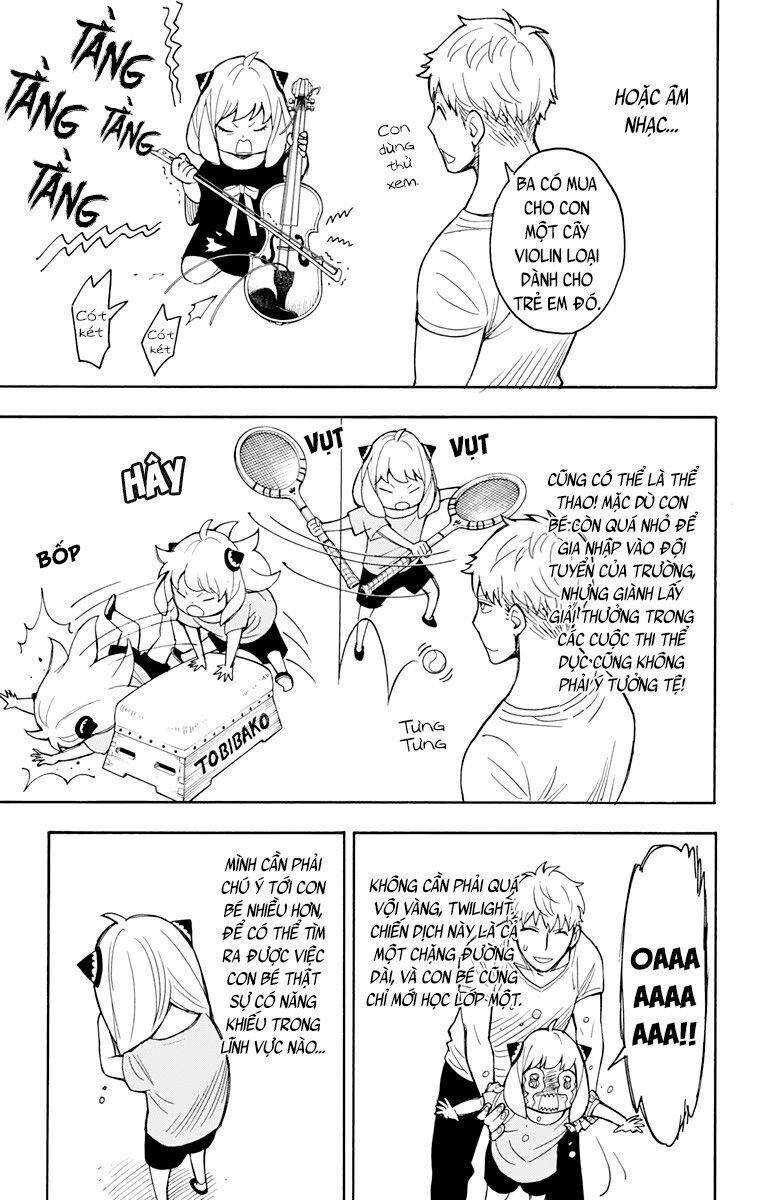 HOẶC ÂM
NHẠC...
BA CÓ MUA
CHO CON
MỘT CÂY
VIOLIN LOẠI
DÀNH CHO
TRẺ EM ĐÓ.
Con
dùng
thử
xem.
TẰNG
TẰNG
TẰNG
TẰNG
Cót
két
Cót
két
CŨNG CÓ THỂ LÀ THỂ
THAO! MẶC DÙ CON
BÉ CÒN QUÁ NHỎ ĐỂ
GIA NHẬP VÀO ĐỘI
TUYỂN CỦA TRƯỜNG,
NHƯNG GIÀNH LẤY
GIẢI THƯỞNG TRONG
CÁC CUỘC THI THỂ
DỤC CŨNG KHÔNG
PHẢI Ý TƯỞNG TỆ!
VỤT
VỤT
Tưng
Tưng
HÂY
BỐP
TOBIBAKO
OAAA
AAAA
AAA!!
KHÔNG CẦN PHẢI QUÁ
VỘI VÀNG, TWILIGHT.
CHIẾN DỊCH NÀY LÀ CẢ
MỘT CHẶNG ĐƯỜNG
DÀI, VÀ CON BÉ CŨNG
CHỈ MỚI HỌC LỚP MỘT.
MÌNH CẦN PHẢI
CHÚ Ý TỚI CON
BÉ NHIỀU HƠN,
ĐỂ CÓ THỂ TÌM
RA ĐƯỢC VIỆC
CON BÉ THẬT
SỰ CÓ NĂNG
KHIẾU TRONG
LĨNH VỰC NÀO...